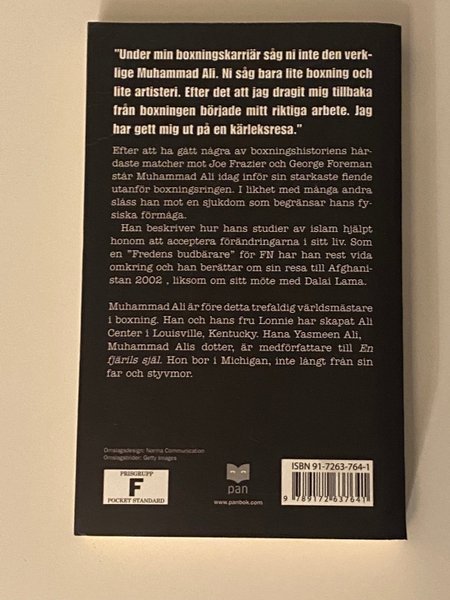 "Under min boxningskarriär såg ni inte den verk-
lige Muhammad Ali. Ni såg bara lite boxning och
lite artisteri. Efter det att jag dragit mig tillbaka
från boxningen började mitt riktiga arbete. Jag
har gett mig ut på en kärleksresa."
Efter att ha gått några av boxningshistoriens hår-
daste matcher mot Joe Frazier och George Foreman
står Muhammad Ali idag inför sin starkaste fiende
utanför boxningsringen. I likhet med många andra
slåss han mot en sjukdom som begränsar hans fy-
siska förmåga.
Han beskriver hur hans studier av islam hjälpt
honom att acceptera förändringarna i sitt liv. Som
en "Fredens budbärare" för FN har han rest vida
omkring och han berättar om sin resa till Afghani-
stan 2002 , liksom om sitt möte med Dalai Lama.
Muhammad Ali är före detta trefaldig världsmästare
i boxning. Han och hans fru Lonnie har skapat Ali
Center i Louisville, Kentucky. Hana Yasmeen Ali,
Muhammad Alis dotter, är medförfattare till En
fjärils själ. Hon bor i Michigan, inte långt från sin
far och styvmor.
Omslagsdesign: Norma Communication
Omslagsbilder: Getty Images
PRISGRUPP
F
POCKET STANDARD
pan
www.panbok.com
ISBN 91-7263-764-1
9 789172 637641